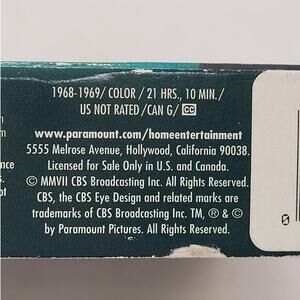 1968-1969/ COLOR / 21 HRS., 10 MIN./
US NOT RATED /CAN G/ CC
www.paramount.com/homeentertainment
5555 Melrose Avenue, Hollywood, California 90038.
Licensed for Sale Only in U.S. and Canada.
© MMVII CBS Broadcasting Inc. All Rights Reserved.
CBS, the CBS Eye Design and related marks are
trademarks of CBS Broadcasting Inc. TM, ® & ©
by Paramount Pictures. All Rights Reserved.